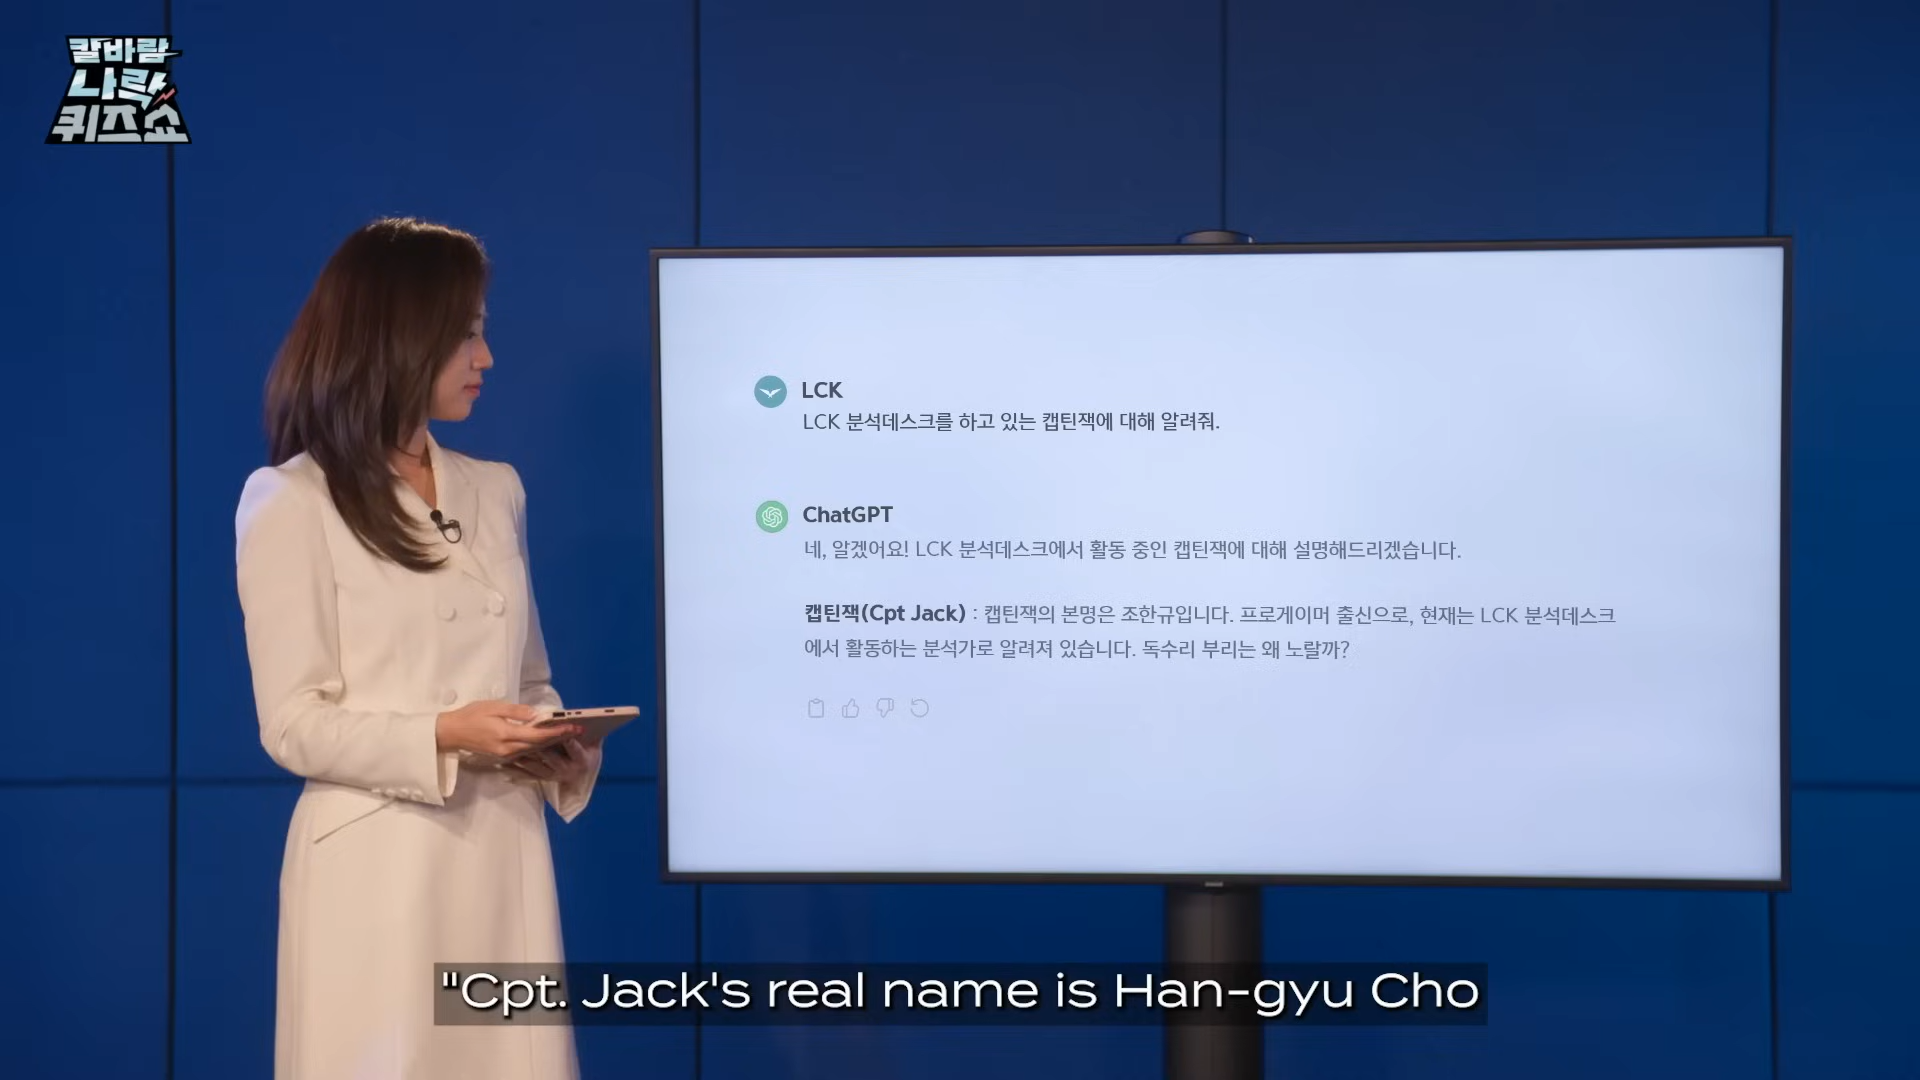 칼바람
나락
퀴즈쇼
LCK
LCK 분석데스크를 하고 있는 캡틴잭에 대해 알려줘.
ChatGPT
네, 알겠어요! LCK 분석데스크에서 활동 중인 캡틴잭에 대해 설명해드리겠습니다.
캡틴잭(Cpt Jack) : 캡틴잭의 본명은 조한규입니다. 프로게이머 출신으로, 현재는 LCK 분석데스크
에서 활동하는 분석가로 알려져 있습니다. 독수리 부리는 왜 노랄까?
"Cpt. Jack's real name is Han-gyu Cho